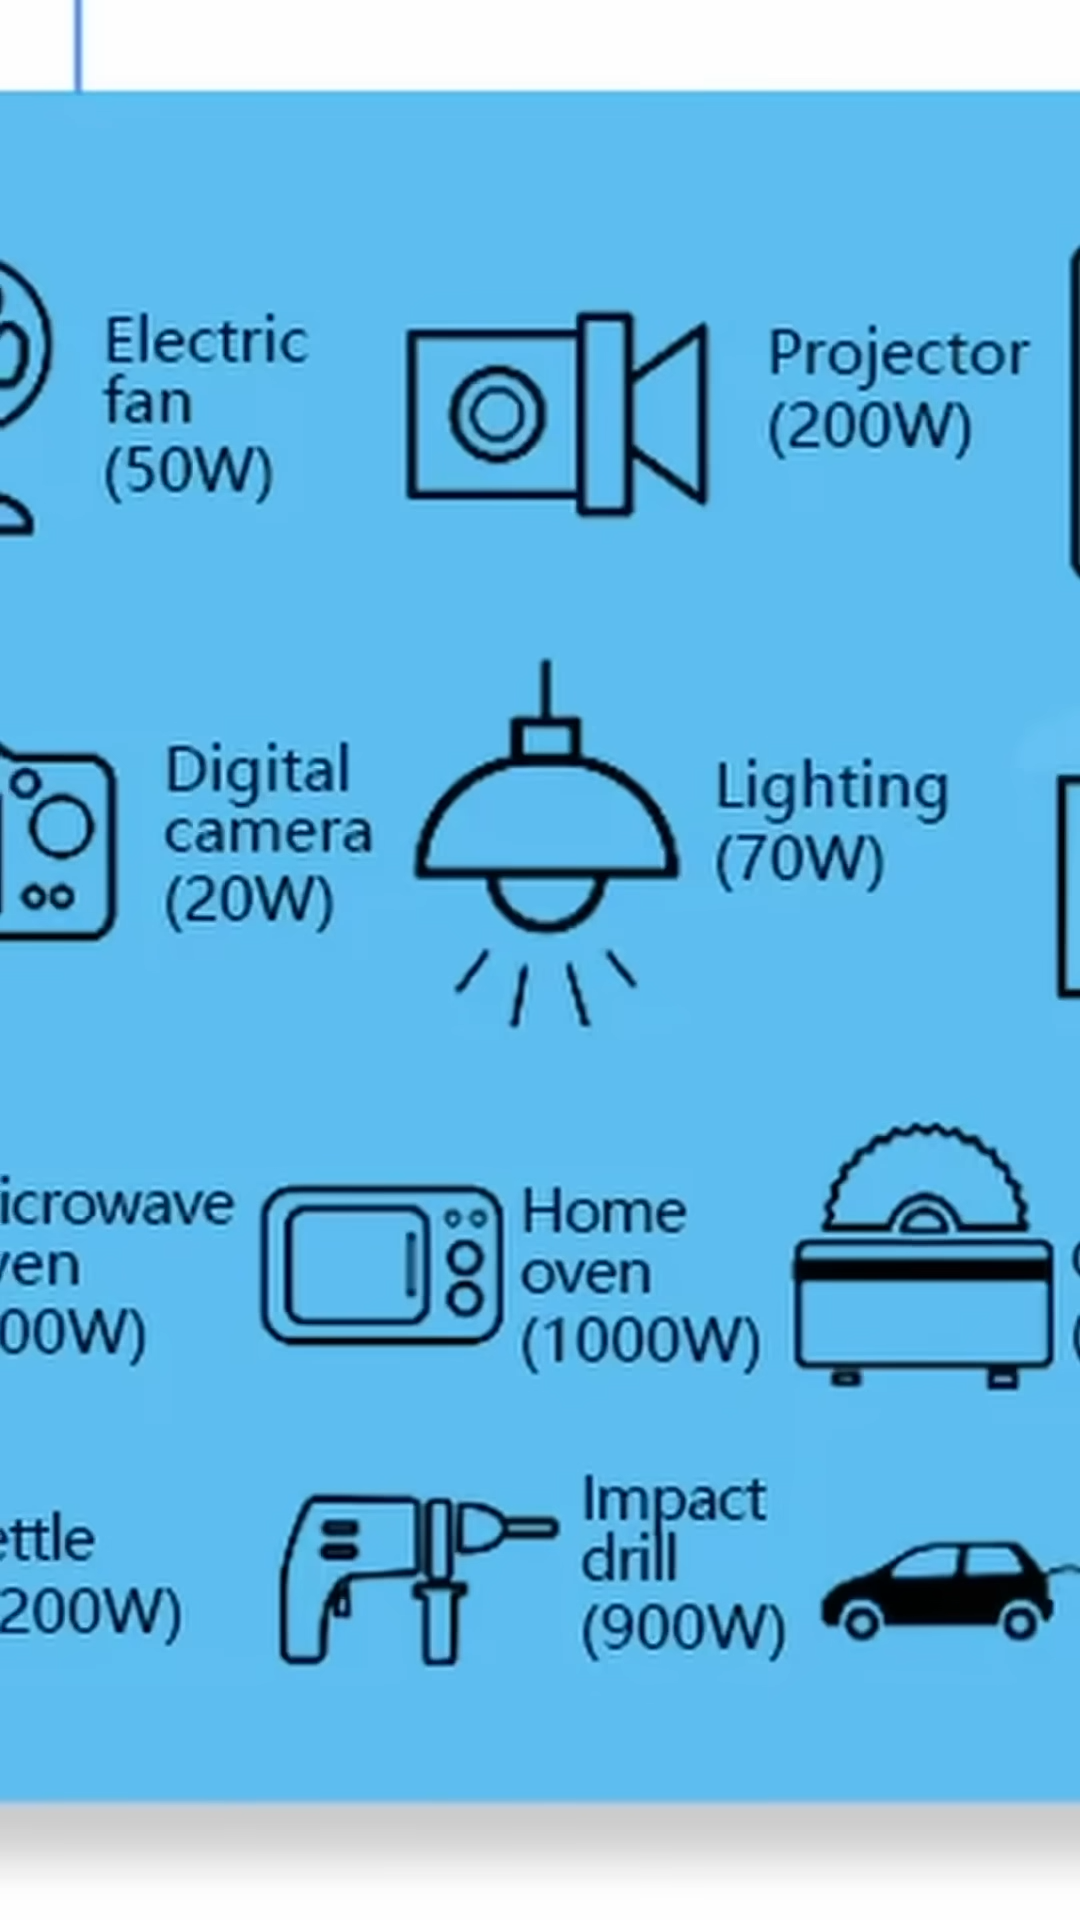 Electric
fan
(50W)
Projector
(200W)
Digital
camera
(20W)
Lighting
(70W)
icrowave
ven
00W)
Home
oven
(1000W)
ettle
200W)
Impact
drill
(900W)